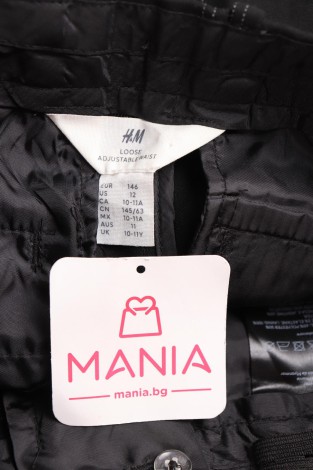 H&M
LOOSE
ADJUSTABLE WAIST
EUR 146
US 12
CA 10-11A
CN 145/63
MX 10-11A
AUS 11
UK 10-11Y
MANIA
mania.bg